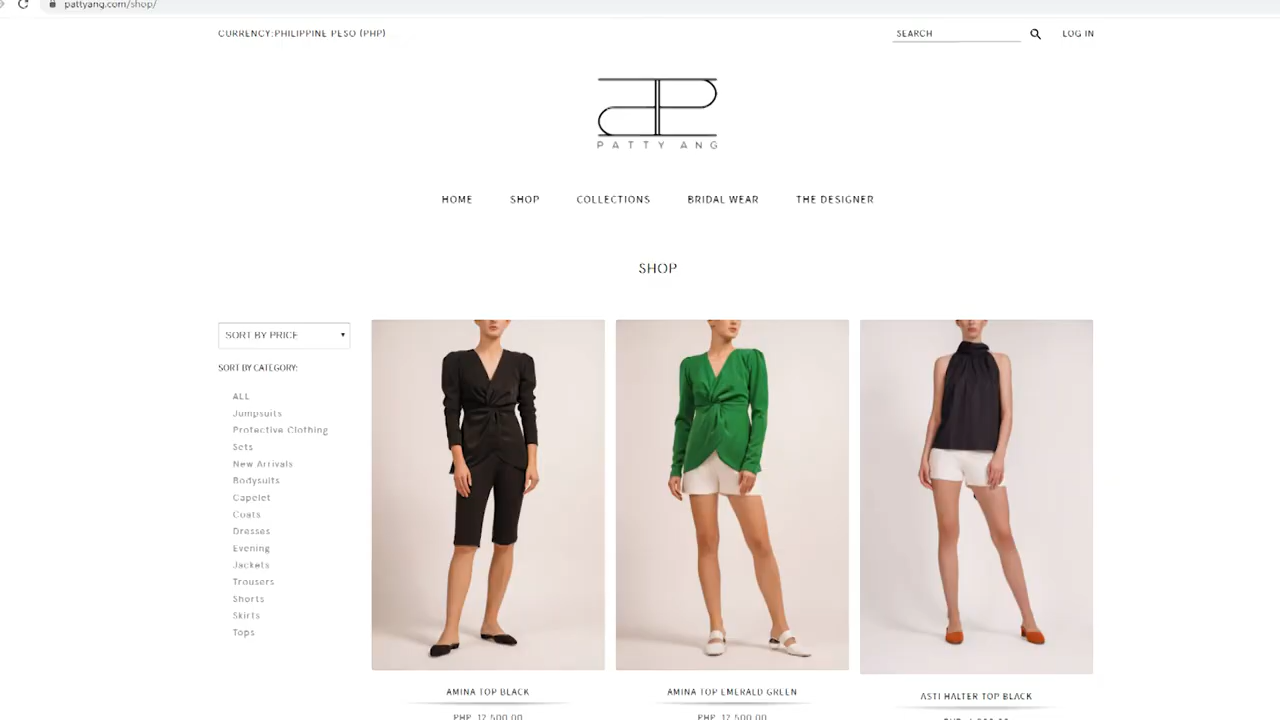 pattyang.com/shop/
CURRENCY:PHILIPPINE PESO (PHP)
SEARCH
LOG IN
PATTY ANG
HOME
SHOP
COLLECTIONS
BRIDAL WEAR
THE DESIGNER
SHOP
SORT BY PRICE
SORT BY CATEGORY:
ALL
Jumpsuits
Protective Clothing
Sets
New Arrivals
Bodysuits
Capelet
Coats
Dresses
Evening
Jackets
Trousers
Shorts
Skirts
Tops
AMINA TOP BLACK
PHP 12,500.00
AMINA TOP EMERALD GREEN
PHP 12,500.00
ASTI HALTER TOP BLACK